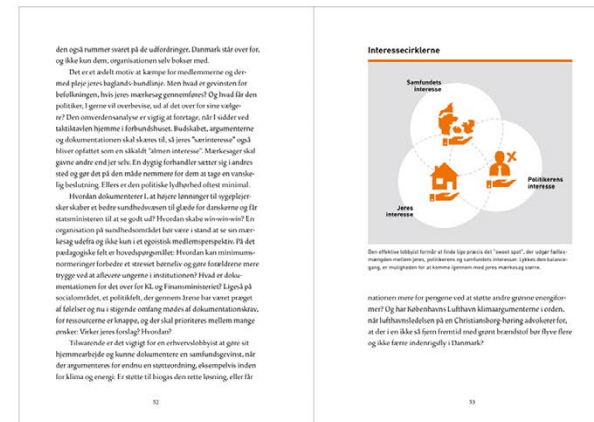 den også rummer svaret på de udfordringer, Danmark står over for,
og ikke kun dem, organisationen selv bokser med.
Det er et ædelt motiv at kæmpe for medlemmerne og der-
med pleje jeres baglands-bundlinje. Men hvad er gevinsten for
befolkningen, hvis jeres mærkesag gennemføres? Og hvad får den
politiker, I gerne vil overbevise, ud af det over for sine vælge-
re? Den omverdensanalyse er vigtig at foretage, når I sidder ved
taktiktavlen hjemme i forbundshuset. Budskabet, argumenterne
og dokumentationen skal skæres til, så jeres "særinteresse" også
bliver opfattet som en såkaldt "almen interesse". Mærkesager skal
gavne andre end jer selv. En dygtig forhandler sætter sig i andres
sted og gør det på den måde nemmere for dem at tage en vanske-
lig beslutning. Ellers er den politiske lydhørhed oftest minimal.
Hvordan dokumenterer I, at højere lønninger til sygeplejer-
sker skaber et bedre sundhedsvæsen til glæde for danskerne og får
statsministeren til at se godt ud? Hvordan skabe win-win-win? En
organisation på sundhedsområdet bør være i stand at se sin mær-
kesag udefra og ikke kun i et egoistisk medlemsperspektiv. På det
pædagogiske felt er hovedspørgsmålet: Hvordan kan minimums-
normeringer forbedre et stresset børneliv og gøre forældrene mere
trygge ved at aflevere ungerne i institutionen? Hvad er doku-
mentationen for det over for KL og Finansministeriet? Ligeså på
socialområdet, et politikfelt, der gennem årene har været præget
af følelser og nu i stigende omfang mødes af dokumentationskrav,
for ressourcerne er knappe, og der skal prioriteres mellem mange
ønsker: Virker jeres forslag? Hvordan?
Tilsvarende er det vigtigt for en erhvervslobbyist at gøre sit
hjemmearbejde og kunne dokumentere en samfundsgevinst, når
der argumenteres for endnu en støtteordning, eksempelvis inden
for klima og energi: Er støtte til biogas den rette løsning, eller får
52
Interessecirklerne
Samfundets
interesse
Politikerens
interesse
Jeres
interesse
Den effektive lobbyist formår at finde lige præcis det "sweet spot", der udgør fælles-
mængden mellem jeres, politikerens og samfundets interesser. Lykkes den balance-
gang, er muligheden for at komme igennem med jeres mærkesag større.
nationen mere for pengene ved at støtte andre grønne energifor-
mer? Og har Københavns Lufthavn klimaargumenterne i orden,
når lufthavnsledelsen på en Christiansborg-høring advokerer for,
at der i en ikke så fjern fremtid med grønt brændstof bør flyve flere
og ikke færre indenrigsfly i Danmark?
53